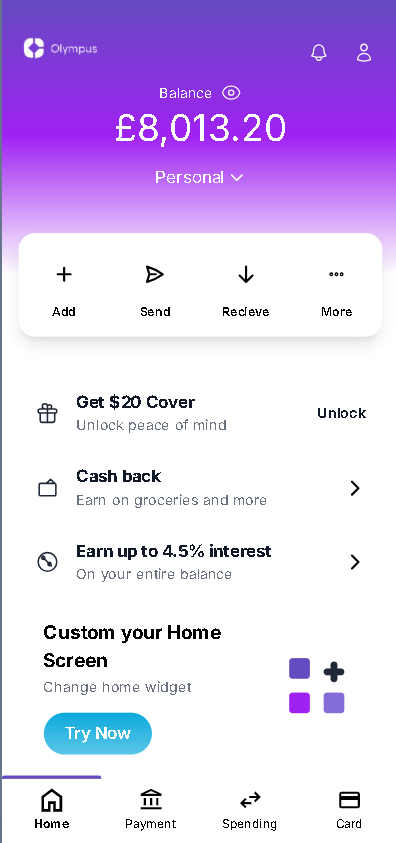 Olympus
Balance
£8,013.20
Personal
Add Send Recieve More
Get $20 Cover
Unlock peace of mind
Unlock
Cash back
Earn on groceries and more
Earn up to 4.5% interest
On your entire balance
Custom your Home
Screen
Change home widget
Try Now
Home Payment Spending Card